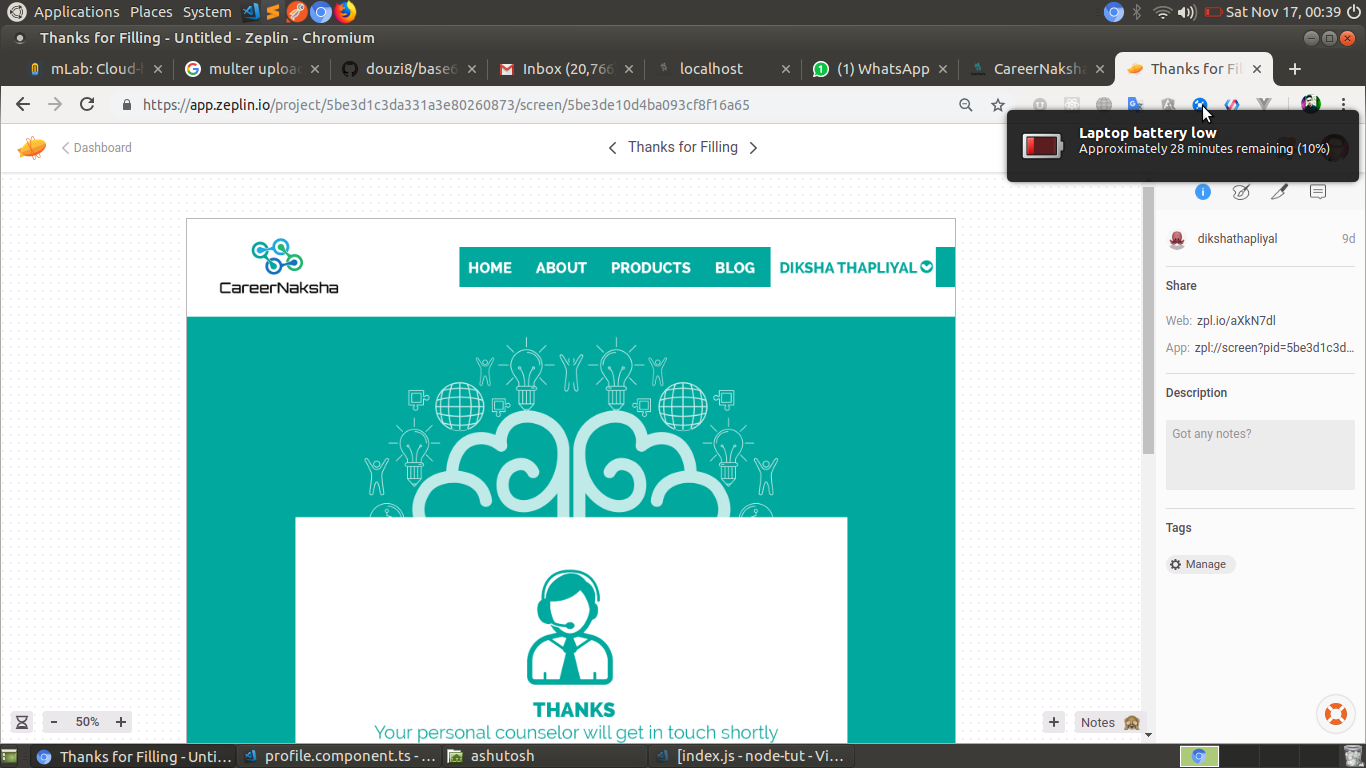 Applications Places System Sat Nov 17, 00:39
Thanks for Filling - Untitled - Zeplin - Chromium
mLab: Cloud- multer uploa douzi8/base6 Inbox (20,766 localhost (1) WhatsApp CareerNaksha Thanks for Fil
https://app.zeplin.io/project/5be3d1c3da331a3e80260873/screen/5be3de10d4ba093cf8f16a65
Laptop battery low
Approximately 28 minutes remaining (10%)
Dashboard Thanks for Filling
dikshathapliyal 9d
HOME ABOUT PRODUCTS BLOG DIKSHA THAPLIYAL
CareerNaksha
Share
Web: zpl.io/aXkN7dl
App: zpl://screen?pid=5be3d1c3d...
Description
Got any notes?
Tags
Manage
THANKS
Your personal counselor will get in touch shortly
- 50% + + Notes
Thanks for Filling - Unti... profile.component.ts - ... ashutosh [index.js - node-tut - Vi...